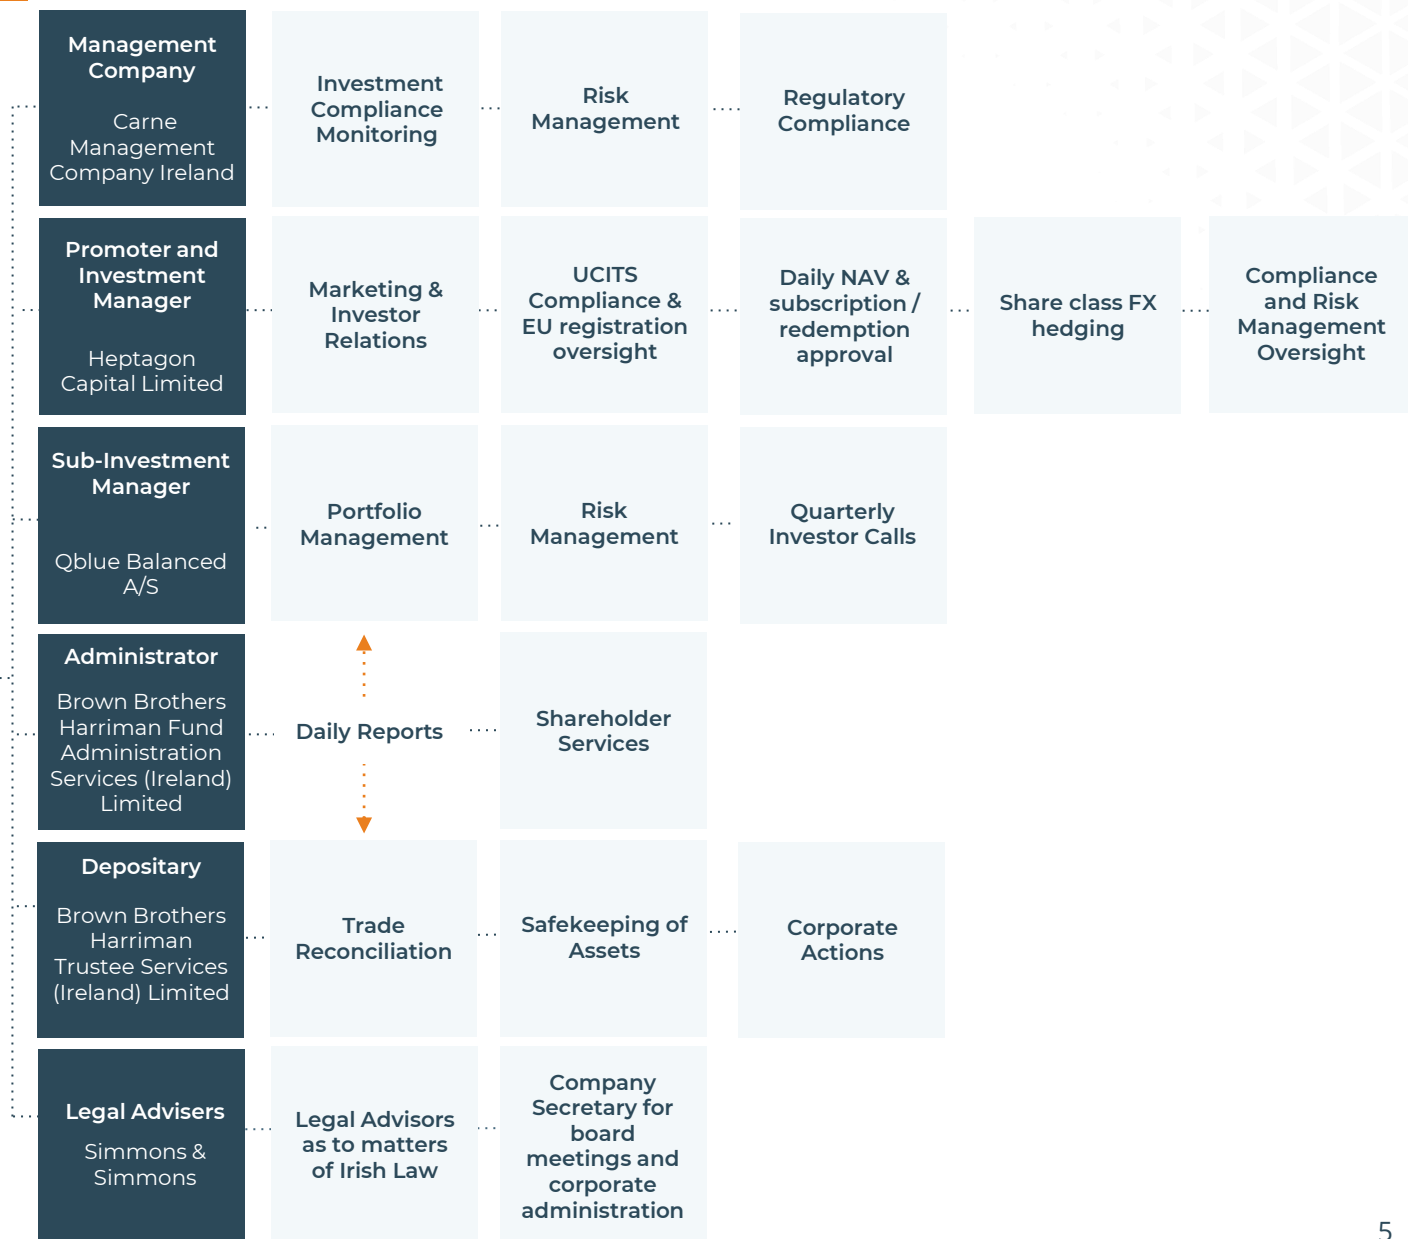 Management
Company
Carne
Management
Company Ireland
Investment
Compliance
Monitoring
Risk
Management
Regulatory
Compliance
Promoter and
Investment
Manager
Heptagon
Capital Limited
Marketing &
Investor
Relations
UCITS
Compliance &
EU registration
oversight
Daily NAV &
subscription /
redemption
approval
Share class FX
hedging
Compliance
and Risk
Management
Oversight
Sub-Investment
Manager
Qblue Balanced
A/S
Portfolio
Management
Risk
Management
Quarterly
Investor Calls
Administrator
Brown Brothers
Harriman Fund
Administration
Services (Ireland)
Limited
Daily Reports
Shareholder
Services
Depositary
Brown Brothers
Harriman
Trustee Services
(Ireland) Limited
Trade
Reconciliation
Safekeeping of
Assets
Corporate
Actions
Legal Advisers
Simmons &
Simmons
Legal Advisors
as to matters
of Irish Law
Company
Secretary for
board
meetings and
corporate
administration
5